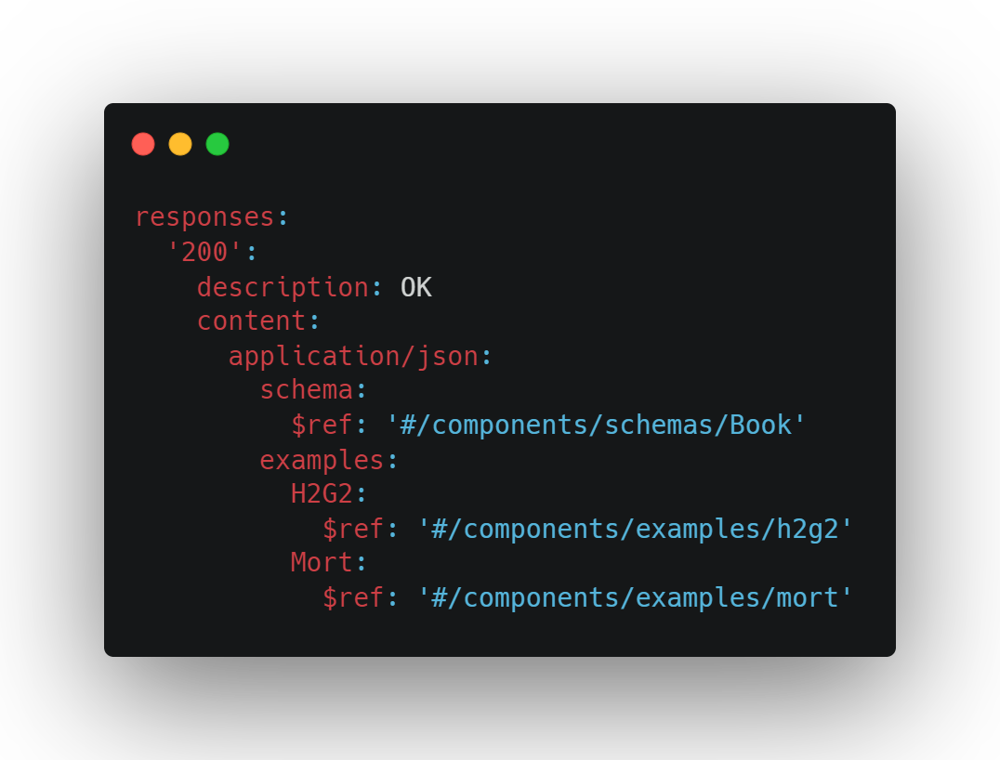 responses:
  '200':
    description: OK
    content:
      application/json:
        schema:
          $ref: '#/components/schemas/Book'
        examples:
          H2G2:
            $ref: '#/components/examples/h2g2'
          Mort:
            $ref: '#/components/examples/mort'